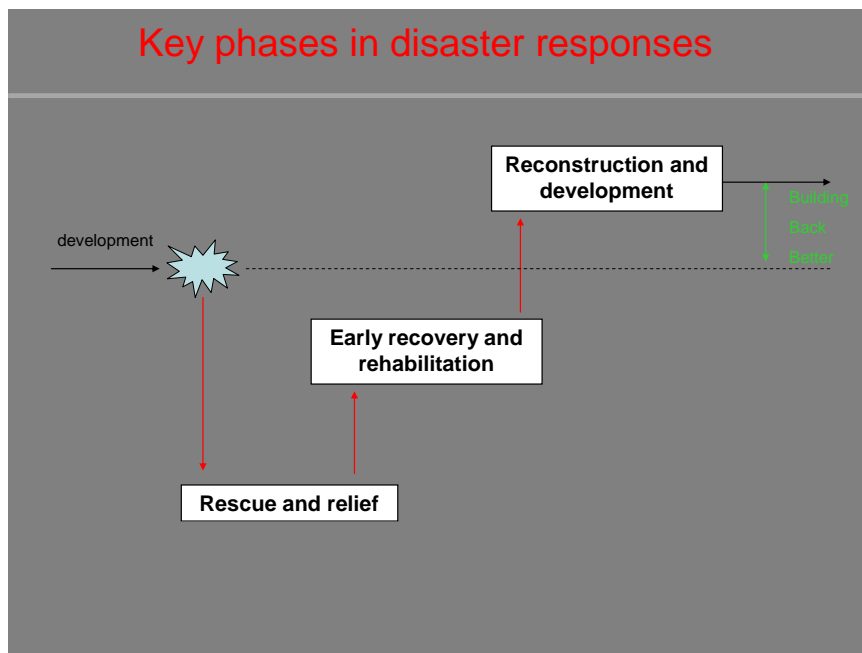 Key phases in disaster responses
Reconstruction and
development
Building
Back
Better
development
Early recovery and
rehabilitation
Rescue and relief